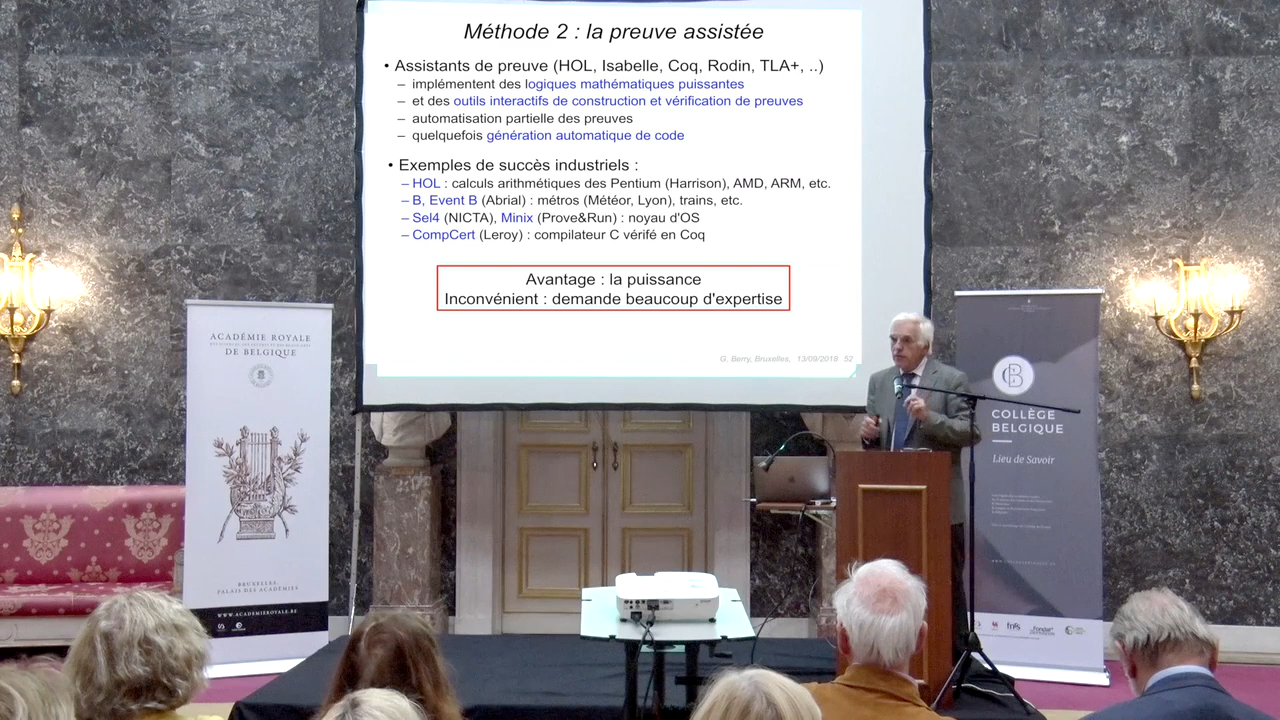 Méthode 2 : la preuve assistée
• Assistants de preuve (HOL, Isabelle, Coq, Rodin, TLA+, ..)
– implémentent des logiques mathématiques puissantes
– et des outils interactifs de construction et vérification de preuves
– automatisation partielle des preuves
– quelquefois génération automatique de code
• Exemples de succès industriels :
– HOL : calculs arithmétiques des Pentium (Harrison), AMD, ARM, etc.
– B, Event B (Abrial) : métros (Météor, Lyon), trains, etc.
– Sel4 (NICTA), Minix (Prove&Run) : noyau d'OS
– CompCert (Leroy) : compilateur C vérifé en Coq
Avantage : la puissance
Inconvénient : demande beaucoup d'expertise
G. Berry, Bruxelles, 13/09/2018 52
ACADÉMIE ROYALE
DE BELGIQUE
BRUXELLES,
PALAIS DES ACADÉMIES
WWW.ACADEMIEROYALE.BE
CB
COLLÈGE
BELGIQUE
Lieu de Savoir
fnrs